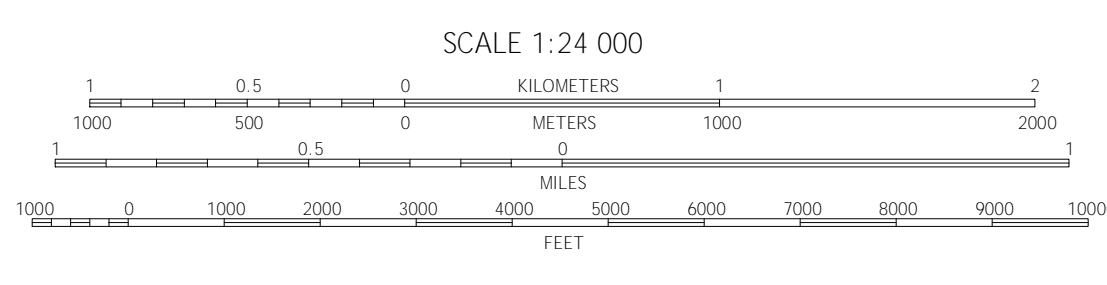 SCALE 1:24 000
1 0.5 0 KILOMETERS 1 2
1000 500 0 METERS 1000 2000
1 0.5 0 1
MILES
1000 0 1000 2000 3000 4000 5000 6000 7000 8000 9000 1000
FEET